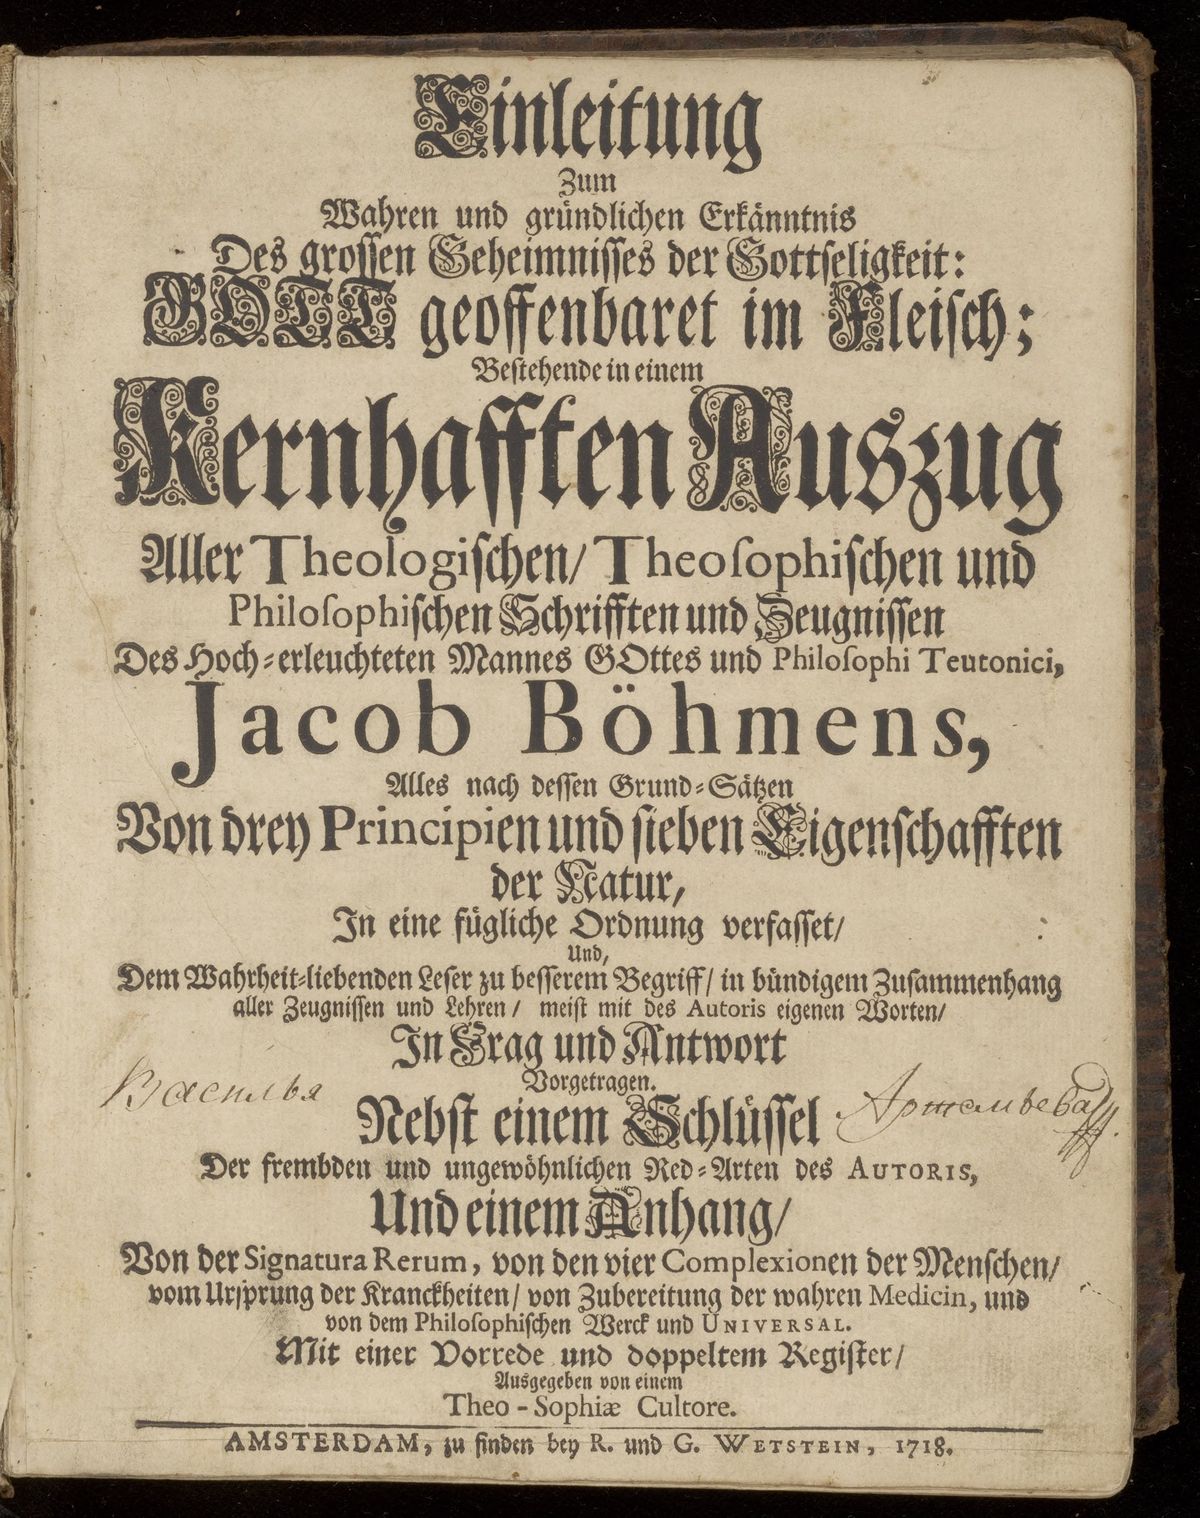 Einleitung
Zum
Wahren und gründlichen Erkänntnis
Des grossen Geheimnisses der Gottseligkeit:
GOTT geoffenbaret im Fleisch;
Bestehende in einem
Kernhafften Auszug
Aller Theologischen/ Theosophischen und
Philosophischen Schrifften und Zeugnissen
Des Hoch-erleuchteten Mannes GOttes und Philosophi Teutonici,
Jacob Böhmens,
Alles nach dessen Grund-Sätzen
Von drey Principien und sieben Eigenschafften
der Natur,
In eine fügliche Ordnung verfasset/
Und,
Dem Wahrheit-liebenden Leser zu besserem Begriff/ in bündigem Zusammenhang
aller Zeugnissen und Lehren/ meist mit des Autoris eigenen Worten/
In Frag und Antwort
Vorgetragen.
Василья Артемьева
Nebst einem Schlüssel
Der frembden und ungewöhnlichen Red-Arten des AUTORIS,
Und einem Anhang/
Von der Signatura Rerum, von den vier Complexionen der Menschen/
vom Ursprung der Kranckheiten/ von Zubereitung der wahren Medicin, und
von dem Philosophischen Werck und UNIVERSAL.
Mit einer Vorrede und doppeltem Register/
Ausgegeben von einem
Theo-Sophiæ Cultore.
AMSTERDAM, zu finden bey R. und G. WETSTEIN, 1718.